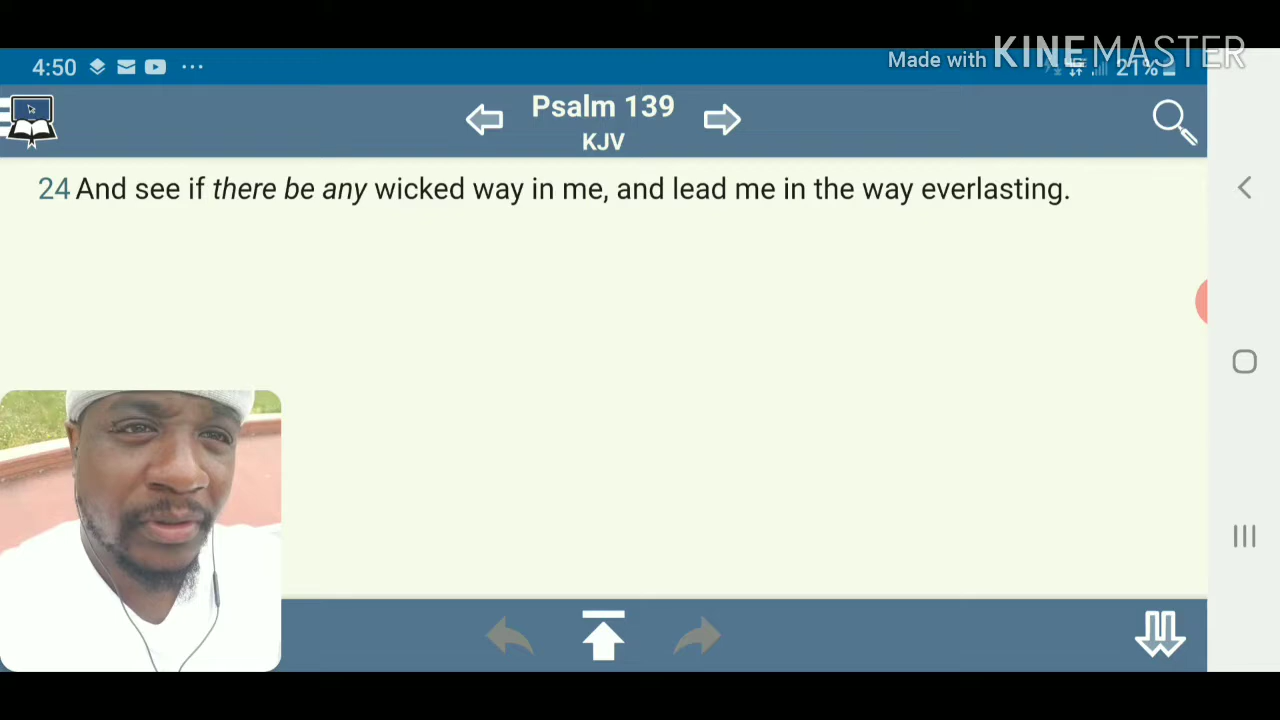 Made with KINEMASTER
4:50 ... 21%
Psalm 139
KJV
24 And see if there be any wicked way in me, and lead me in the way everlasting.